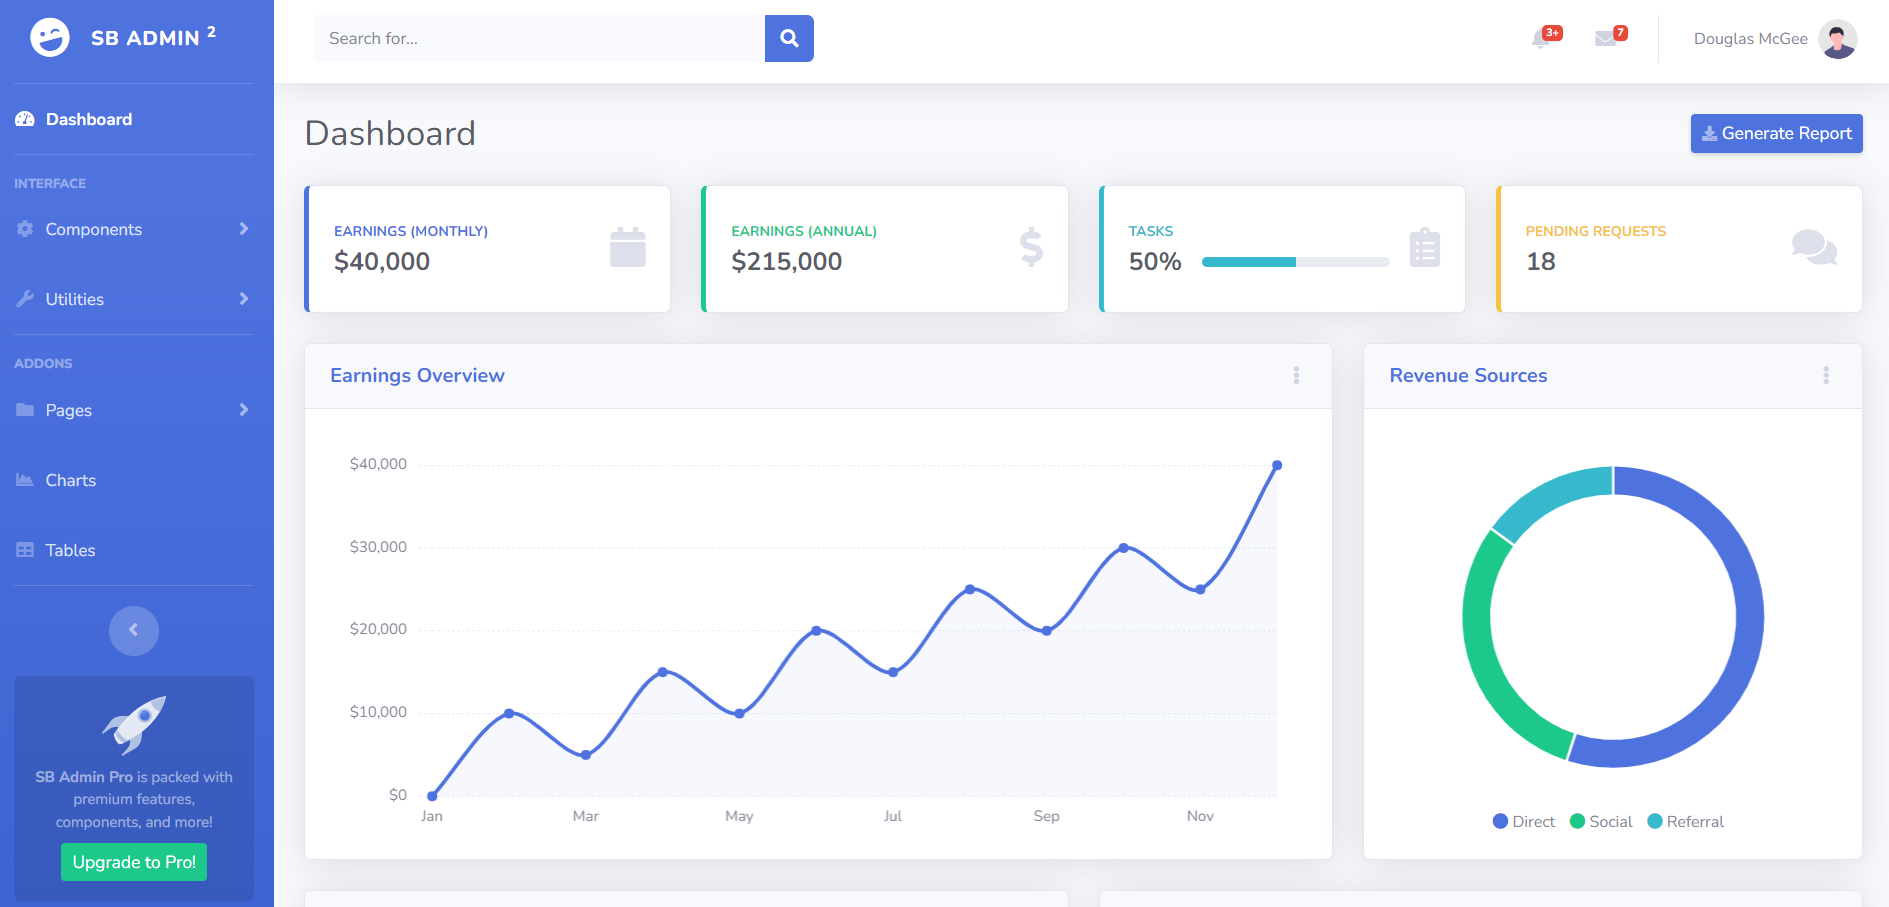 SB ADMIN 2
Dashboard
INTERFACE
Components
Utilities
ADDONS
Pages
Charts
Tables
SB Admin Pro is packed with
premium features,
components, and more!
Upgrade to Pro!
Search for...
3+
7
Douglas McGee
Dashboard
Generate Report
EARNINGS (MONTHLY)
$40,000
EARNINGS (ANNUAL)
$215,000
TASKS
50%
PENDING REQUESTS
18
Earnings Overview
$40,000
$30,000
$20,000
$10,000
$0
Jan Mar May Jul Sep Nov
Revenue Sources
Direct Social Referral